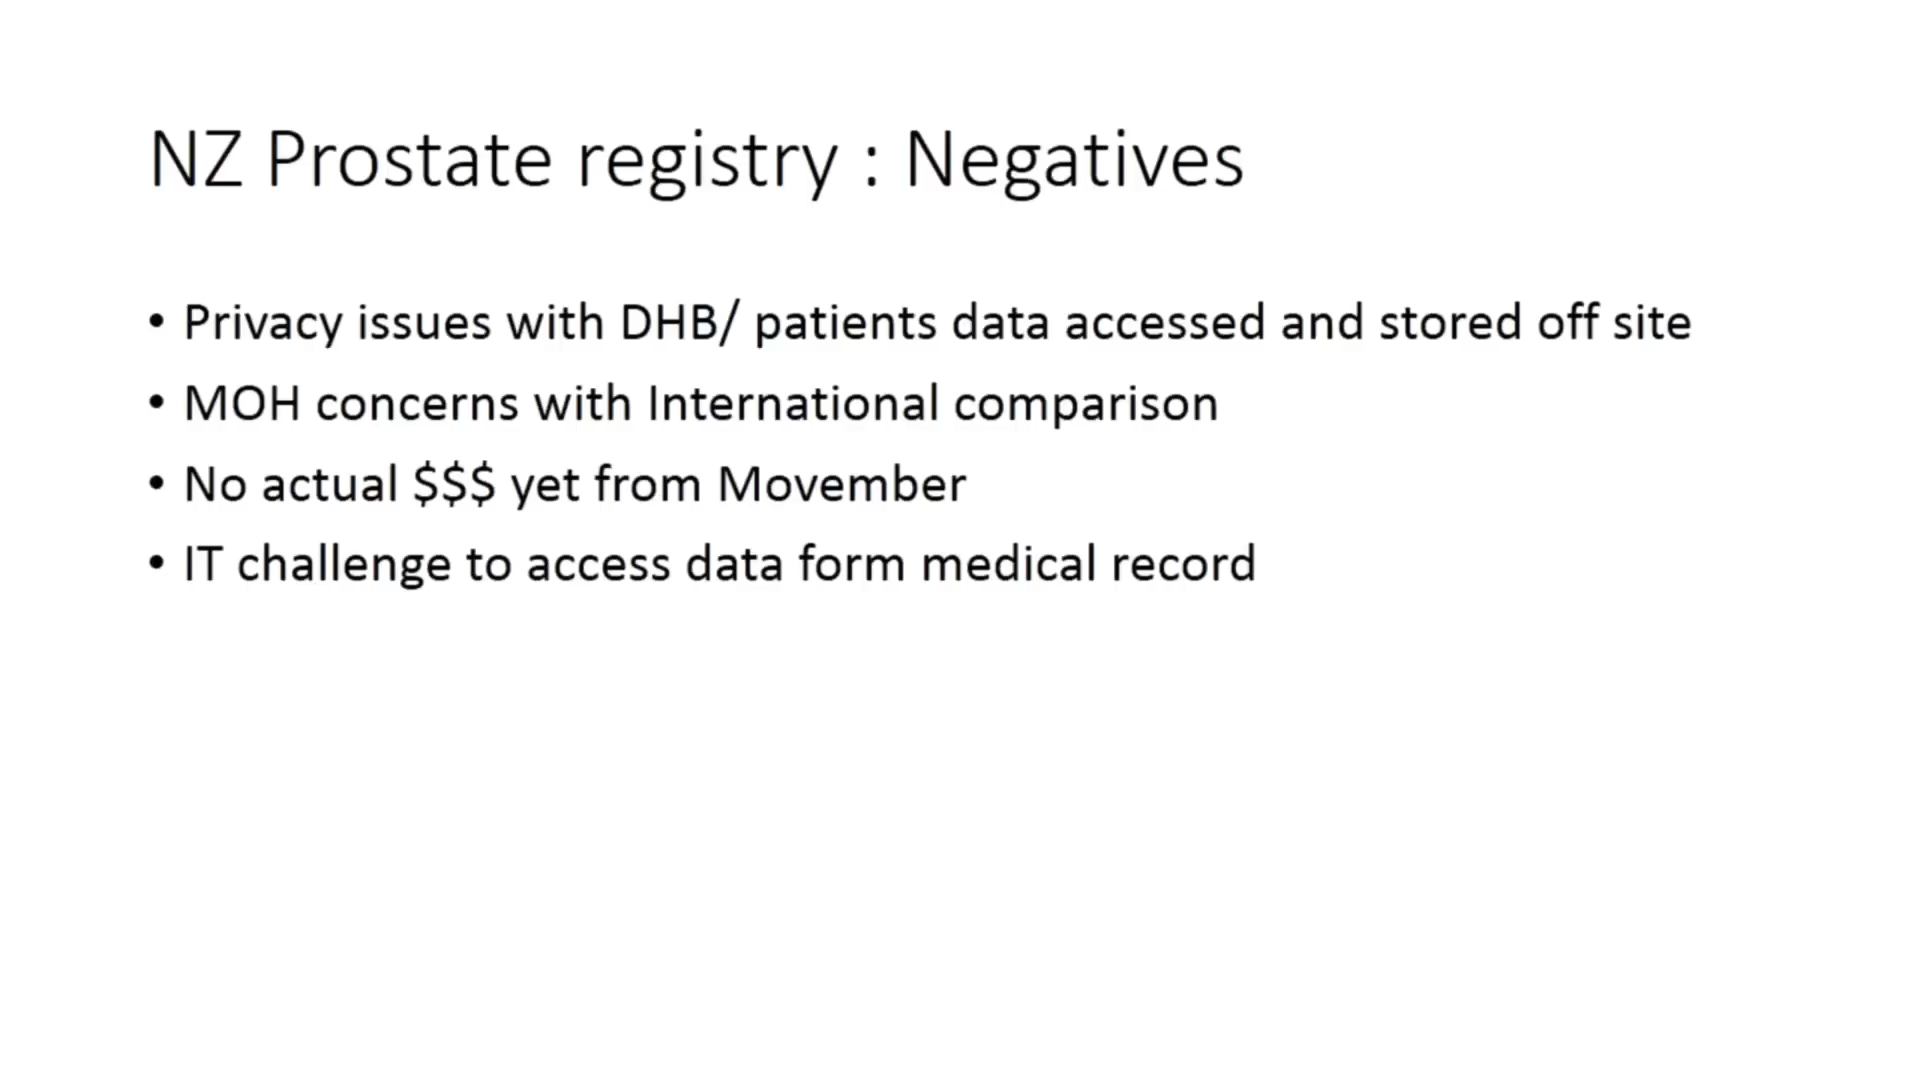 NZ Prostate registry : Negatives
• Privacy issues with DHB/ patients data accessed and stored off site
• MOH concerns with International comparison
• No actual $$$ yet from Movember
• IT challenge to access data form medical record